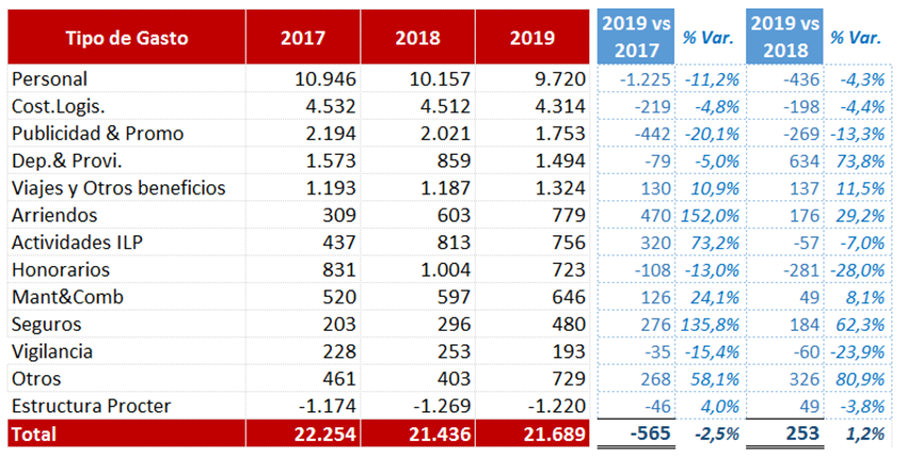 Tipo de Gasto 2017 2018 2019 2019 vs 2017 % Var. 2019 vs 2018 % Var.
Personal 10.946 10.157 9.720 -1.225 -11,2% -436 -4,3%
Cost.Logis. 4.532 4.512 4.314 -219 -4,8% -198 -4,4%
Publicidad & Promo 2.194 2.021 1.753 -442 -20,1% -269 -13,3%
Dep.& Provi. 1.573 859 1.494 -79 -5,0% 634 73,8%
Viajes y Otros beneficios 1.193 1.187 1.324 130 10,9% 137 11,5%
Arriendos 309 603 779 470 152,0% 176 29,2%
Actividades ILP 437 813 756 320 73,2% -57 -7,0%
Honorarios 831 1.004 723 -108 -13,0% -281 -28,0%
Mant&Comb 520 597 646 126 24,1% 49 8,1%
Seguros 203 296 480 276 135,8% 184 62,3%
Vigilancia 228 253 193 -35 -15,4% -60 -23,9%
Otros 461 403 729 268 58,1% 326 80,9%
Estructura Procter -1.174 -1.269 -1.220 -46 4,0% 49 -3,8%
Total 22.254 21.436 21.689 -565 -2,5% 253 1,2%